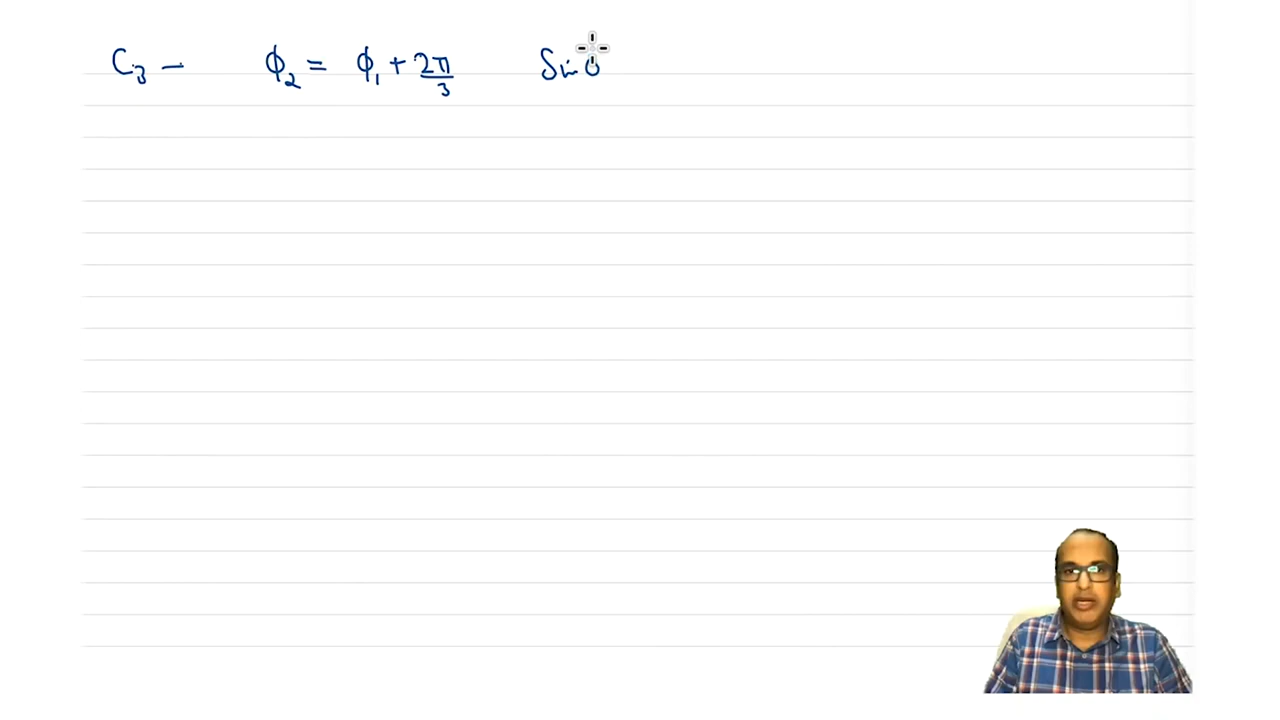 C₃ – ϕ₂ = ϕ₁ + 2π/3 Sin